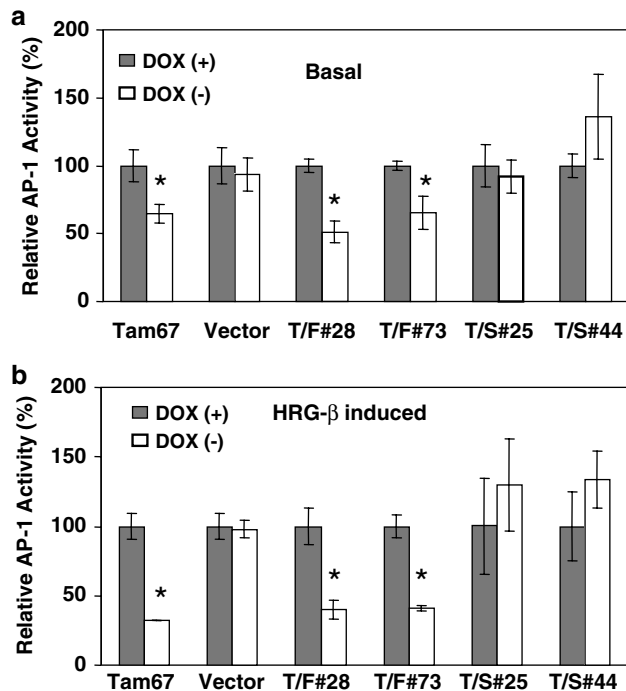 a
200
150
100
50
0
Relative AP-1 Activity (%)
DOX (+)
DOX (-)
Basal
*
*
*
Tam67 Vector T/F#28 T/F#73 T/S#25 T/S#44
b
200
150
100
50
0
Relative AP-1 Activity (%)
DOX (+)
DOX (-)
HRG-β induced
*
*
*
Tam67 Vector T/F#28 T/F#73 T/S#25 T/S#44